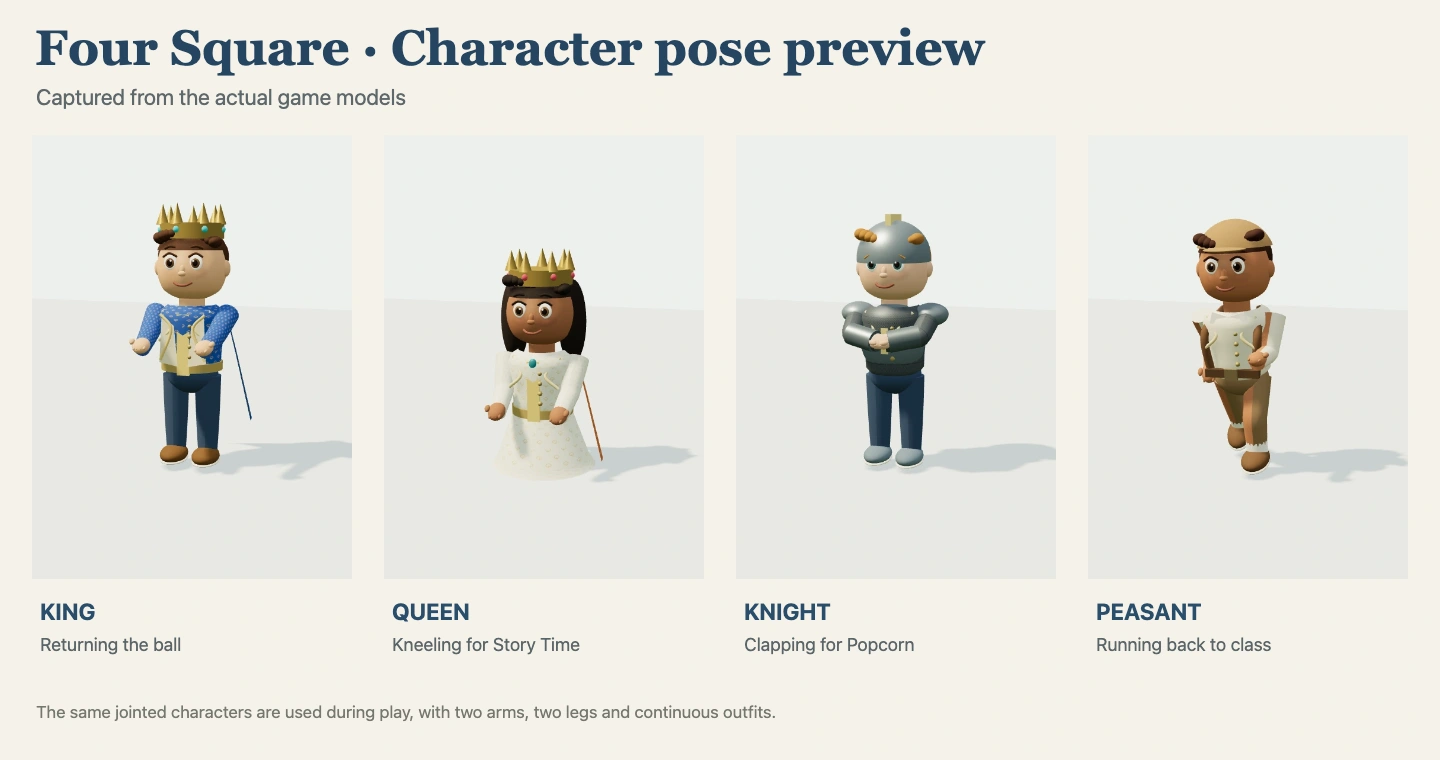 Four Square · Character pose preview
Captured from the actual game models
KING
Returning the ball
QUEEN
Kneeling for Story Time
KNIGHT
Clapping for Popcorn
PEASANT
Running back to class
The same jointed characters are used during play, with two arms, two legs and continuous outfits.